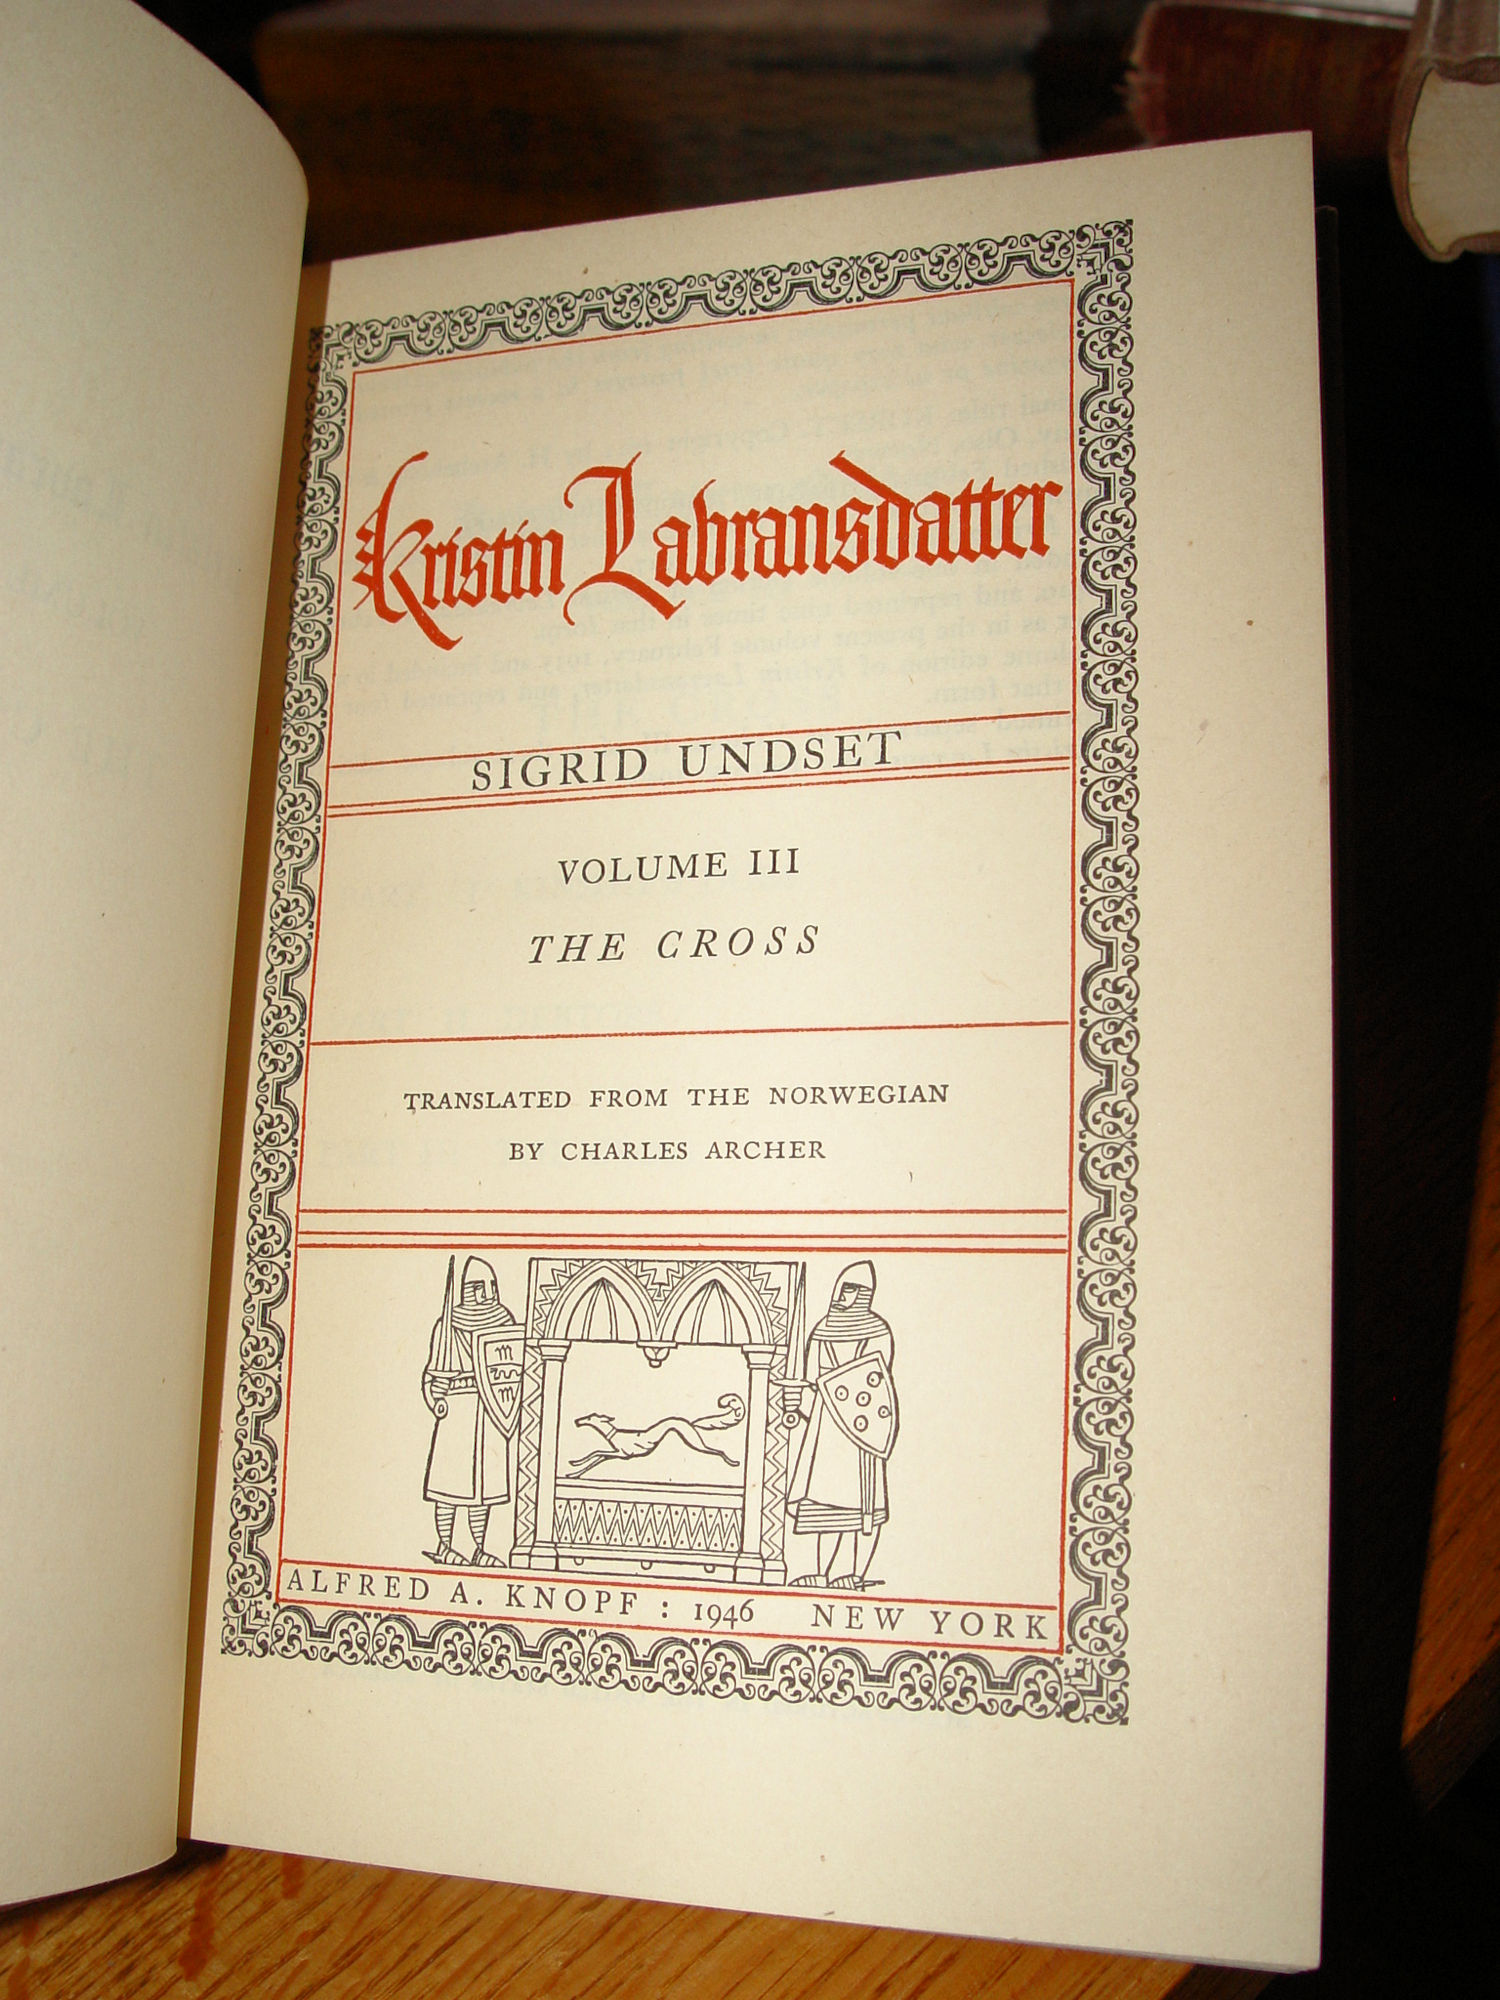 Kristin Lavransdatter
SIGRID UNDSET
VOLUME III
THE CROSS
TRANSLATED FROM THE NORWEGIAN
BY CHARLES ARCHER
ALFRED A. KNOPF : 1946 NEW YORK